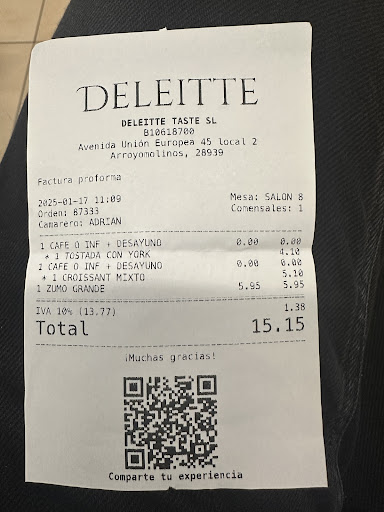 DELEITTE
DELEITTE TASTE SL
B10618700
Avenida Unión Europea 45 local 2
Arroyomolinos, 28939
Factura proforma
2025-01-17 11:09 Mesa: SALON 8
Orden: 67333 Comensales: 1
Camarero: ADRIAN
1 CAFE O INF + DESAYUNO 0.00 0.00
* 1 TOSTADA CON YORK 4.10
1 CAFE O INF + DESAYUNO 0.00 0.00
* 1 CROISSANT MIXTO 5.10
1 ZUMO GRANDE 5.95 5.95
IVA 10% (13.77) 1.38
Total 15.15
¡Muchas gracias!
Comparte tu experiencia